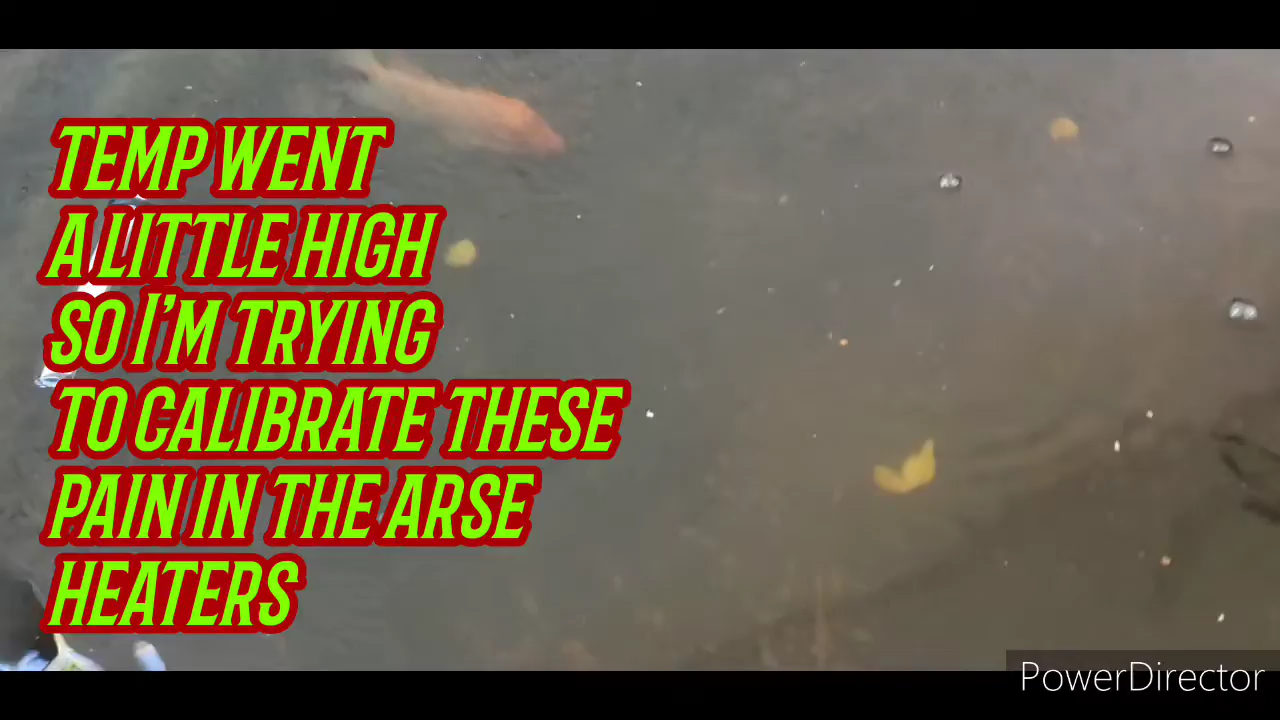 TEMP WENT
A LITTLE HIGH
SO I'M TRYING
TO CALIBRATE THESE
PAIN IN THE ARSE
HEATERS
PowerDirector